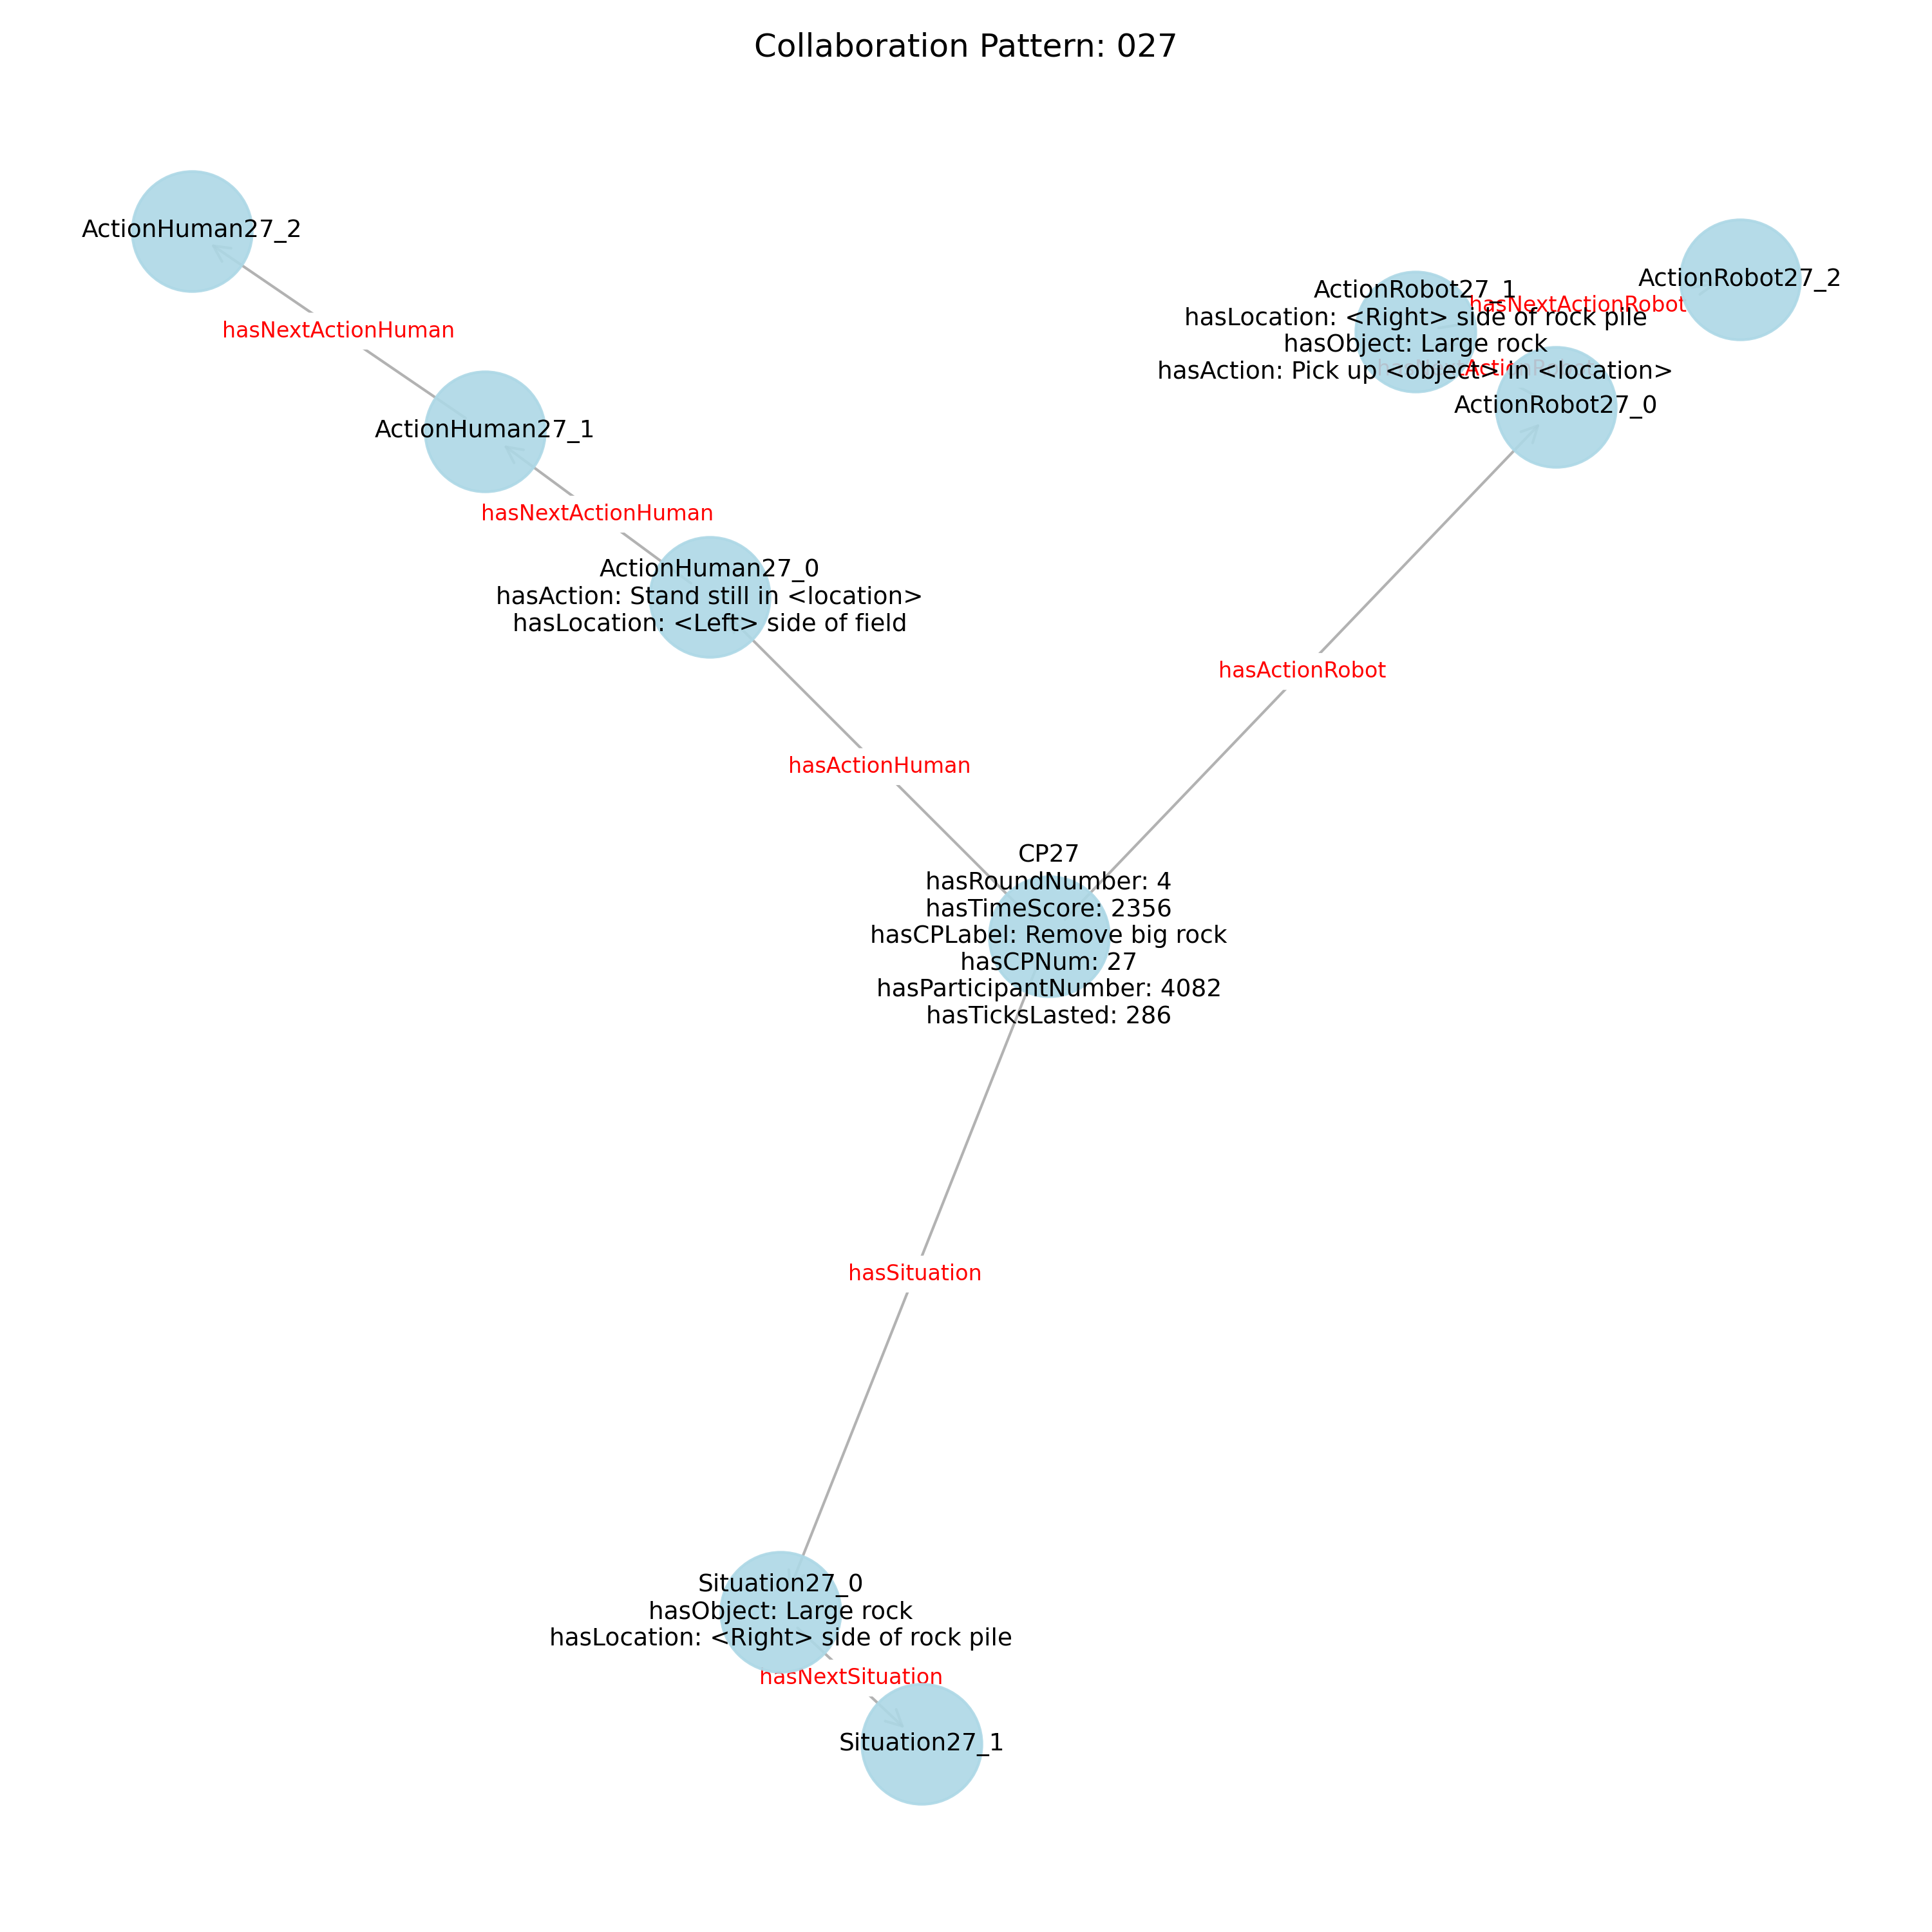 Collaboration Pattern: 027
ActionHuman27_2
hasNextActionHuman
ActionHuman27_1
hasNextActionHuman
ActionHuman27_0
hasAction: Stand still in <location>
hasLocation: <Left> side of field
hasActionHuman
ActionRobot27_2
hasNextActionRobot
ActionRobot27_1
hasLocation: <Right> side of rock pile
hasObject: Large rock
hasAction: Pick up <object> in <location>
ActionRobot27_0
hasActionRobot
CP27
hasRoundNumber: 4
hasTimeScore: 2356
hasCPLabel: Remove big rock
hasCPNum: 27
hasParticipantNumber: 4082
hasTicksLasted: 286
hasSituation
Situation27_0
hasObject: Large rock
hasLocation: <Right> side of rock pile
hasNextSituation
Situation27_1